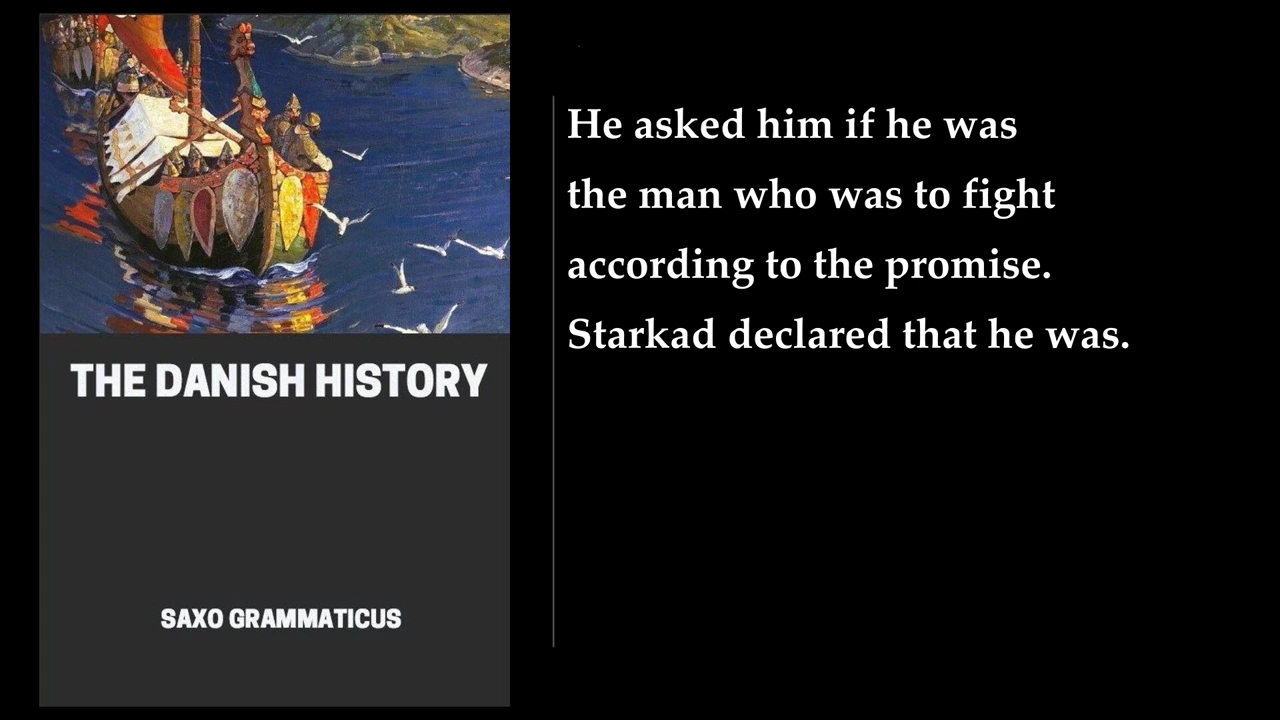 THE DANISH HISTORY
SAXO GRAMMATICUS
He asked him if he was
the man who was to fight
according to the promise.
Starkad declared that he was.